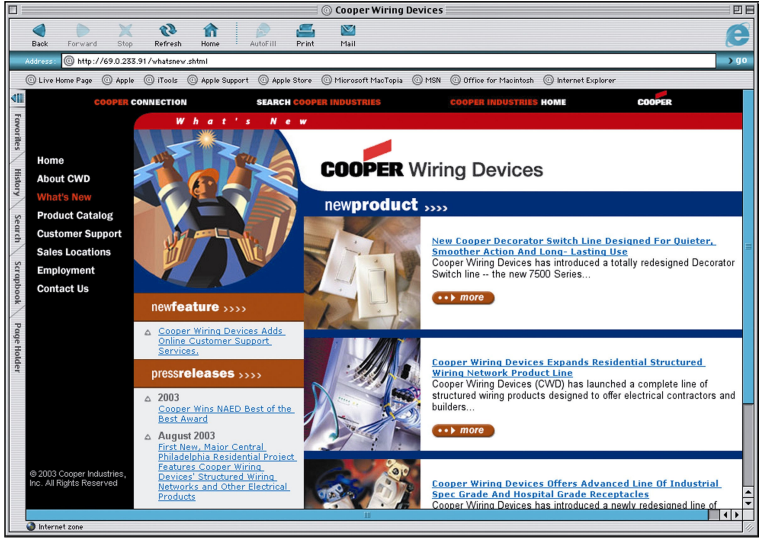 Cooper Wiring Devices
Back Forward Stop Refresh Home AutoFill Print Mail
Address: http://69.0.233.91/whatsnew.shtml go
Live Home Page Apple iTools Apple Support Apple Store Microsoft MacTopia MSN Office for Macintosh Internet Explorer
Favorites
History
Search
Scrapbook
Page Holder
COOPER CONNECTION SEARCH COOPER INDUSTRIES COOPER INDUSTRIES HOME COOPER
What's New
Home
About CWD
What's New
Product Catalog
Customer Support
Sales Locations
Employment
Contact Us
© 2003 Cooper Industries,
Inc. All Rights Reserved
newfeature >>>>
Cooper Wiring Devices Adds
Online Customer Support
Services.
pressreleases >>>>
2003
Cooper Wins NAED Best of the
Best Award
August 2003
First New, Major Central
Philadelphia Residential Project
Features Cooper Wiring
Devices' Structured Wiring
Networks and Other Electrical
Products
COOPER Wiring Devices
newproduct >>>>
New Cooper Decorator Switch Line Designed For Quieter,
Smoother Action And Long- Lasting Use
Cooper Wiring Devices has introduced a totally redesigned Decorator
Switch line -- the new 7500 Series...
more
Cooper Wiring Devices Expands Residential Structured
Wiring Network Product Line
Cooper Wiring Devices (CWD) has launched a complete line of
structured wiring products designed to offer electrical contractors and
builders...
more
Cooper Wiring Devices Offers Advanced Line Of Industrial
Spec Grade And Hospital Grade Receptacles
Cooper Wiring Devices has introduced a newly redesigned line of
Internet zone